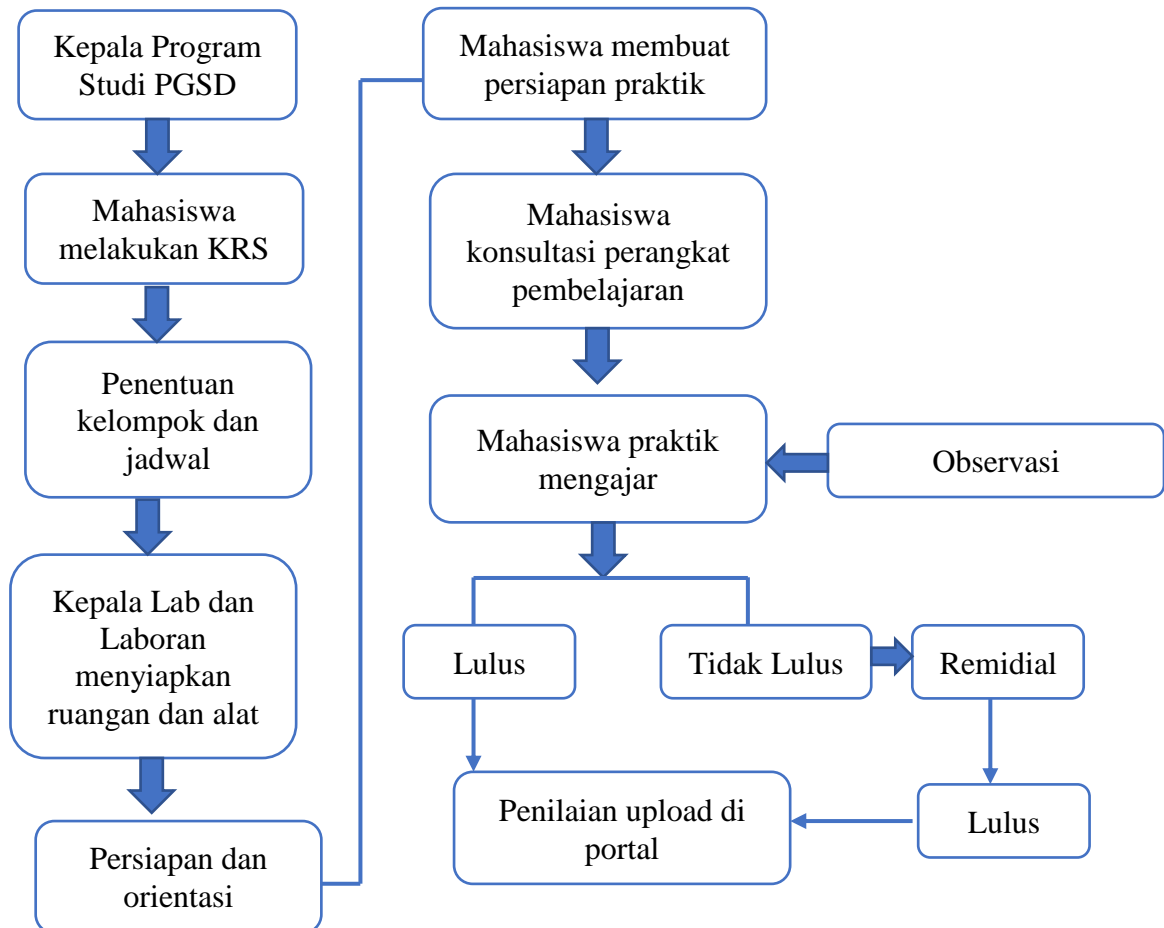 Kepala Program
Studi PGSD
Mahasiswa
melakukan KRS
Penentuan
kelompok dan
jadwal
Kepala Lab dan
Laboran
menyiapkan
ruangan dan alat
Persiapan dan
orientasi
Mahasiswa membuat
persiapan praktik
Mahasiswa
konsultasi perangkat
pembelajaran
Mahasiswa praktik
mengajar
Observasi
Lulus
Tidak Lulus
Remidial
Penilaian upload di
portal
Lulus